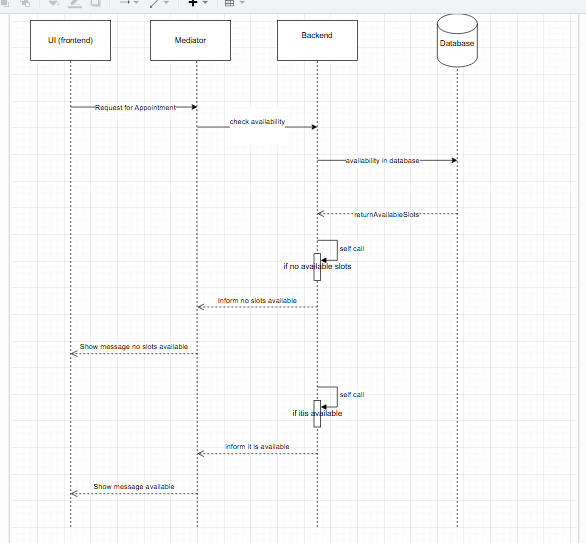 UI (frontend)
Mediator
Backend
Database
Request for Appointment
check availability
availability in database
returnAvailableSlots
self call
if no available slots
Inform no slots available
Show message no slots available
self call
if itis available
inform it is available
Show message available